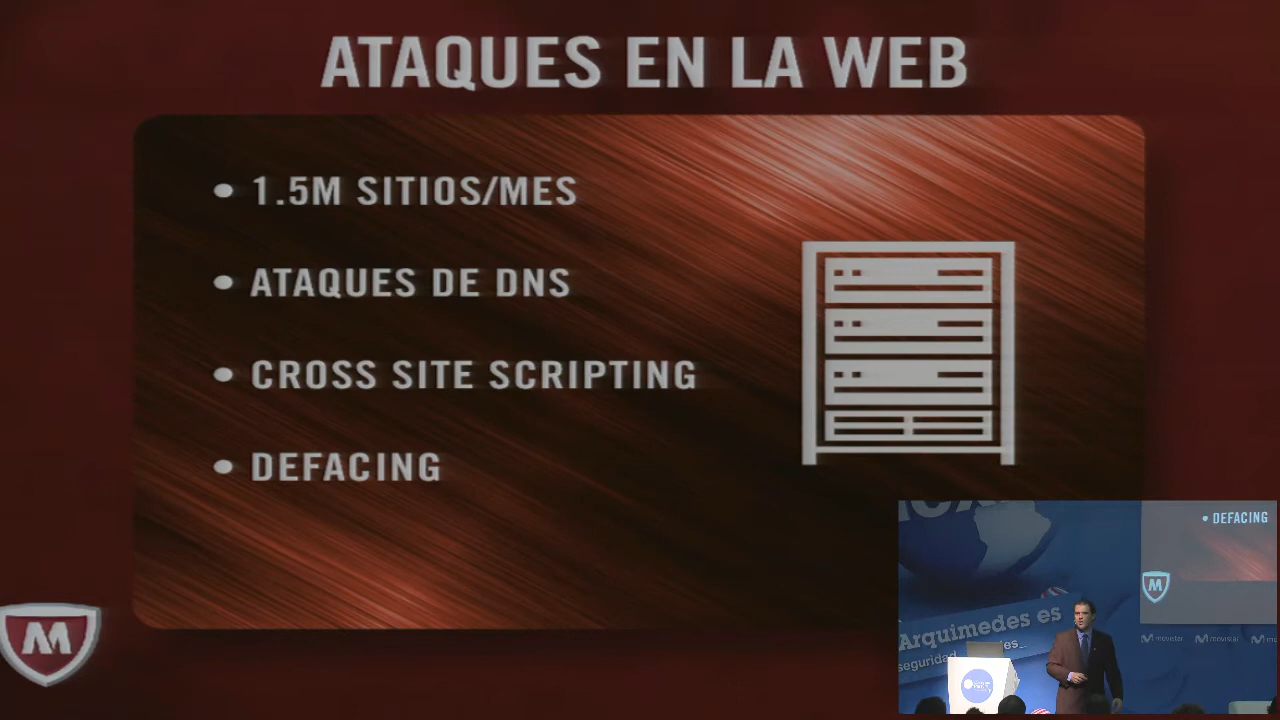 ATAQUES EN LA WEB
• 1.5M SITIOS/MES
• ATAQUES DE DNS
• CROSS SITE SCRIPTING
• DEFACING
M
• DEFACING
M
Arquimedes es
seguridad
es_
movistar
movistar